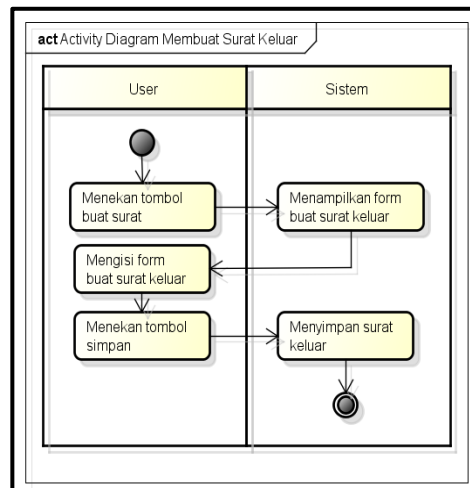 act Activity Diagram Membuat Surat Keluar
User
Sistem
Menekan tombol
buat surat
Menampilkan form
buat surat keluar
Mengisi form
buat surat keluar
Menekan tombol
simpan
Menyimpan surat
keluar